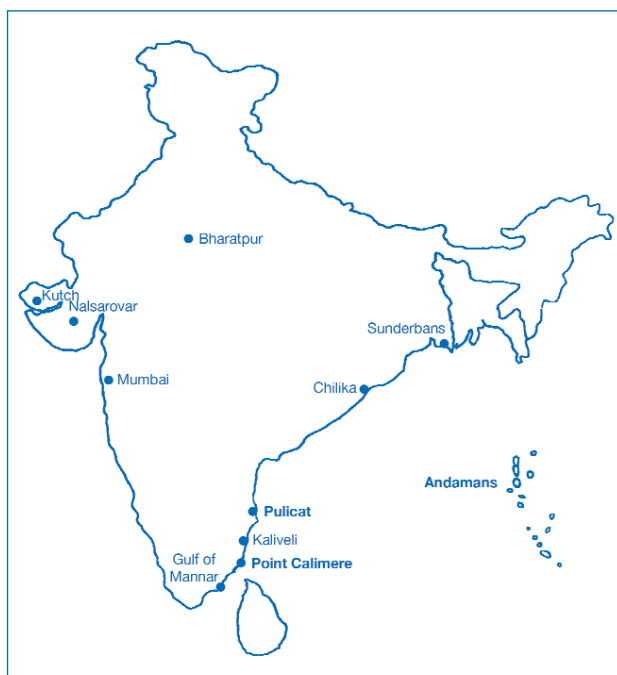 Bharatpur
Kutch
Nalsarovar
Sunderbans
Mumbai
Chilika
Andamans
Pulicat
Kaliveli
Gulf of
Mannar
Point Calimere